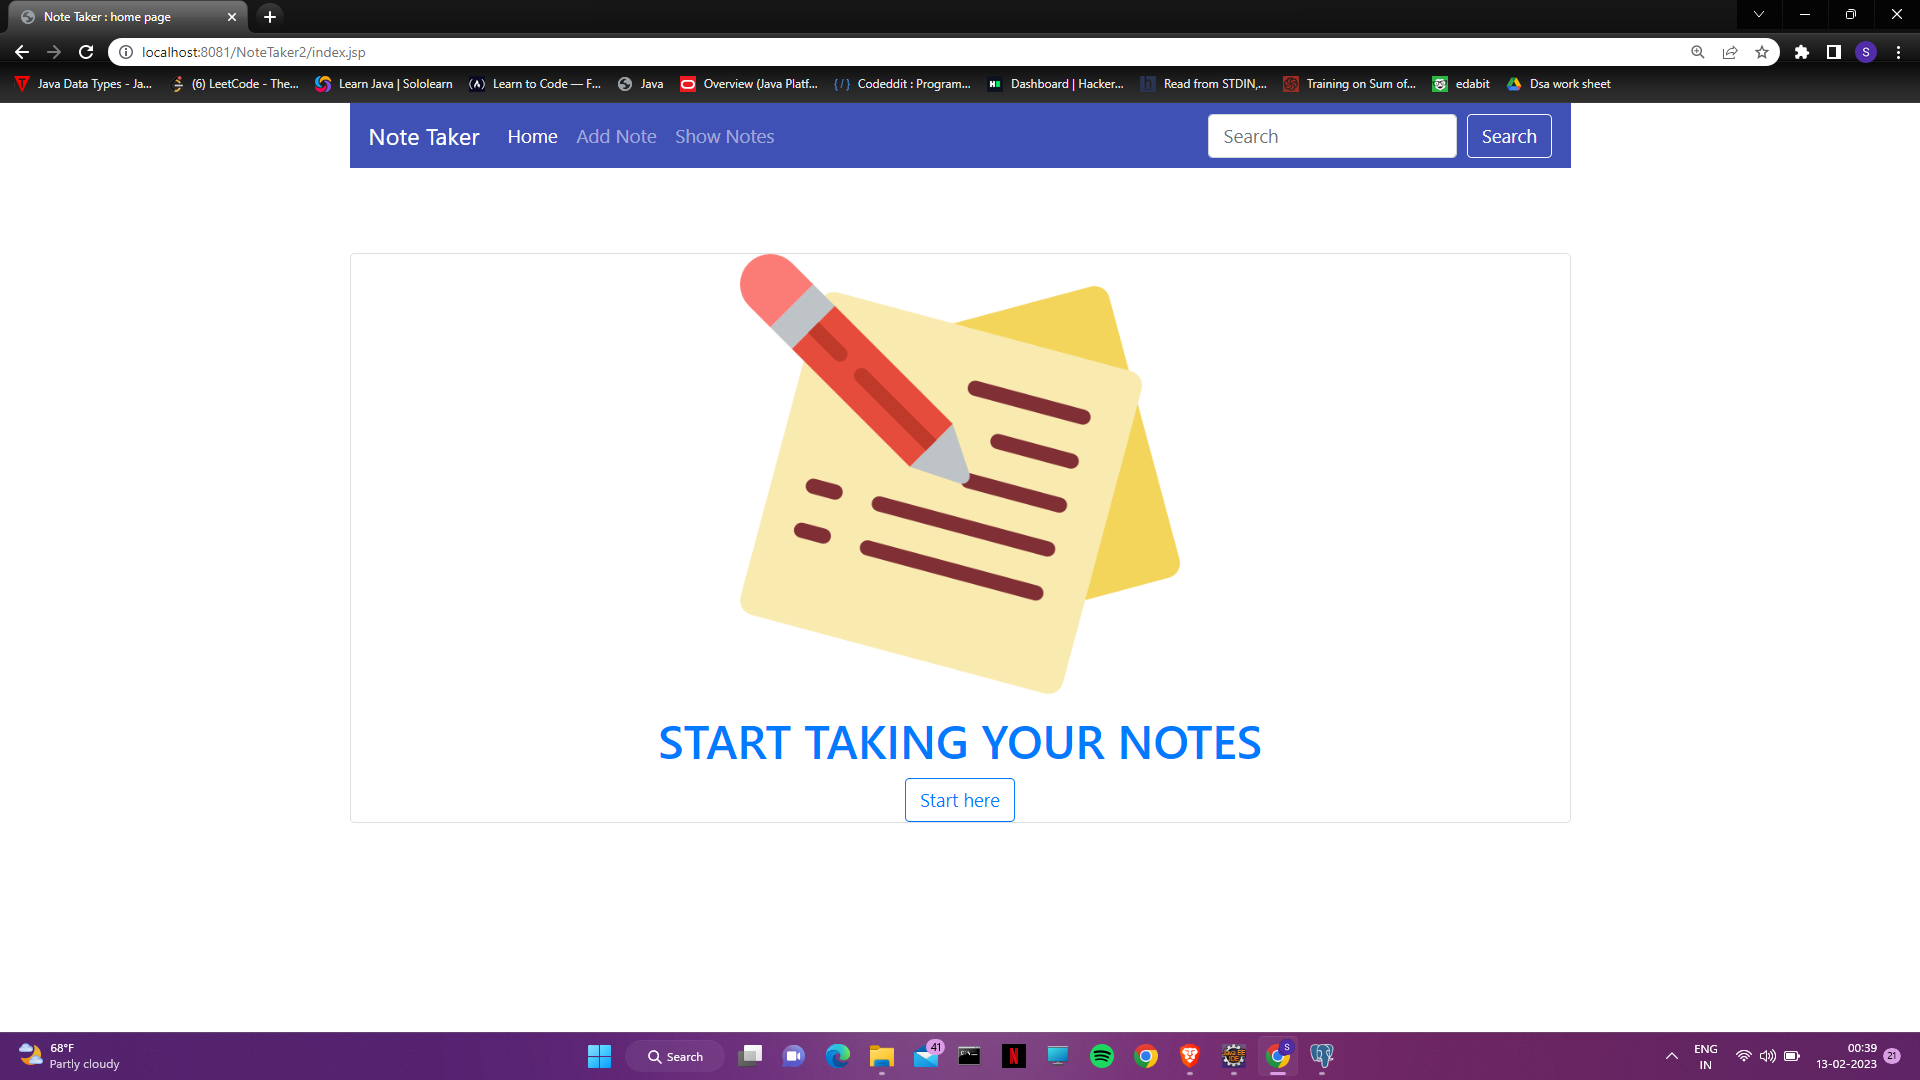 Note Taker : home page
localhost:8081/NoteTaker2/index.jsp
S
Java Data Types - Ja...
(6) LeetCode - The...
Learn Java | Sololearn
Learn to Code — F...
Java
Overview (Java Platf...
Codeddit : Program...
Dashboard | Hacker...
Read from STDIN,...
Training on Sum of...
edabit
Dsa work sheet
Note Taker
Home
Add Note
Show Notes
Search
Search
START TAKING YOUR NOTES
Start here
68°F
Partly cloudy
Search
41
N
S
ENG
IN
00:39
13-02-2023
21